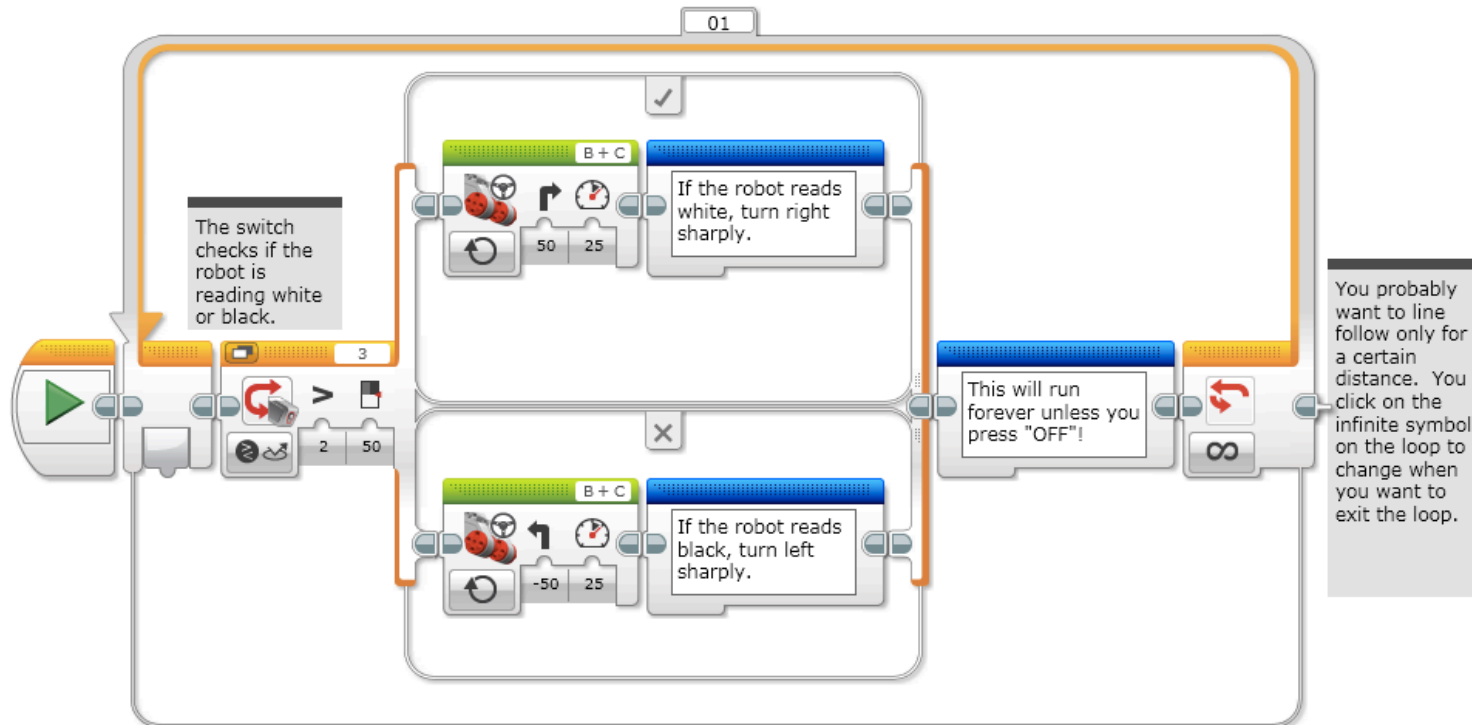 01
The switch
checks if the
robot is
reading white
or black.
3
> 
2 50
B + C
50 25
If the robot reads
white, turn right
sharply.
B + C
-50 25
If the robot reads
black, turn left
sharply.
This will run
forever unless you
press "OFF"!
∞
You probably
want to line
follow only for
a certain
distance. You
click on the
infinite symbol
on the loop to
change when
you want to
exit the loop.